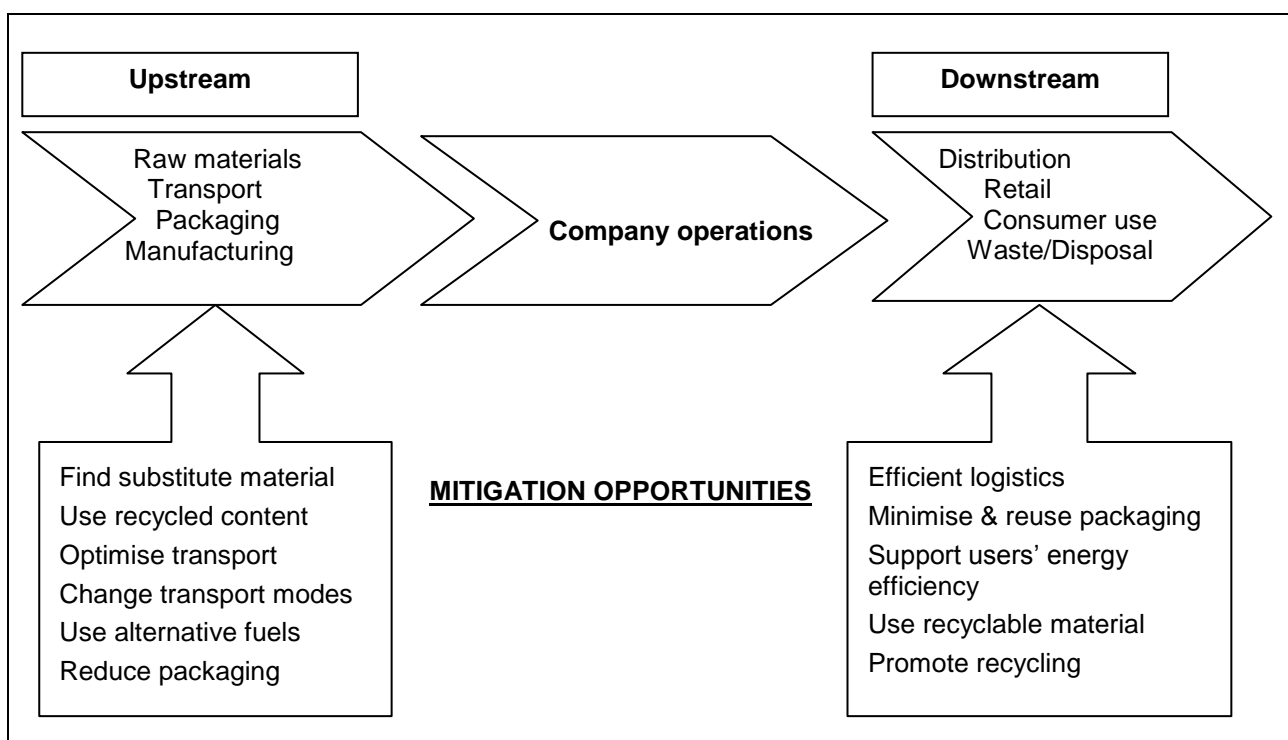 Upstream
Downstream
Raw materials
Transport
Packaging
Manufacturing
Company operations
Distribution
Retail
Consumer use
Waste/Disposal
Find substitute material
Use recycled content
Optimise transport
Change transport modes
Use alternative fuels
Reduce packaging
MITIGATION OPPORTUNITIES
Efficient logistics
Minimise & reuse packaging
Support users’ energy
efficiency
Use recyclable material
Promote recycling